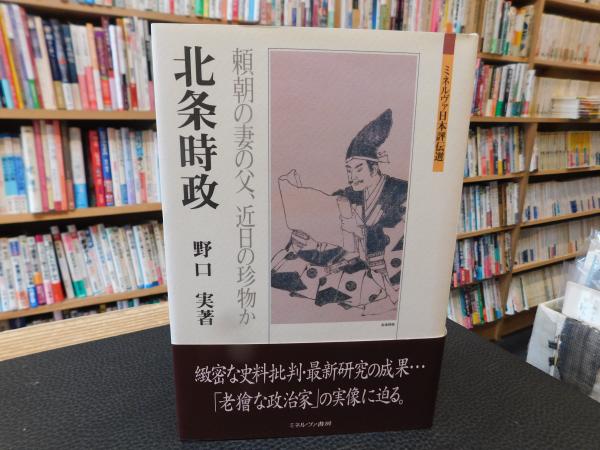 ミネルヴァ日本評伝選
頼朝の妻の父、近日の珍物か
北条時政
野口 実著
緻密な史料批判・最新研究の成果…
「老獪な政治家」の実像に迫る。
ミネルヴァ書房